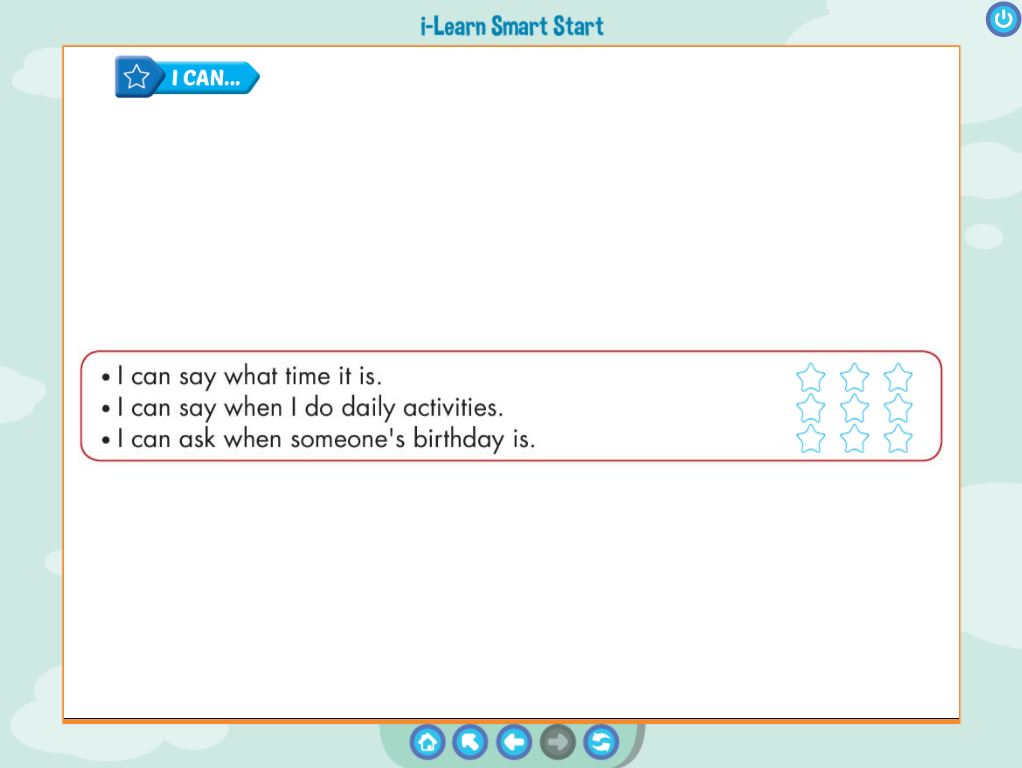 i-Learn Smart Start
I CAN...
• I can say what time it is.
• I can say when I do daily activities.
• I can ask when someone's birthday is.